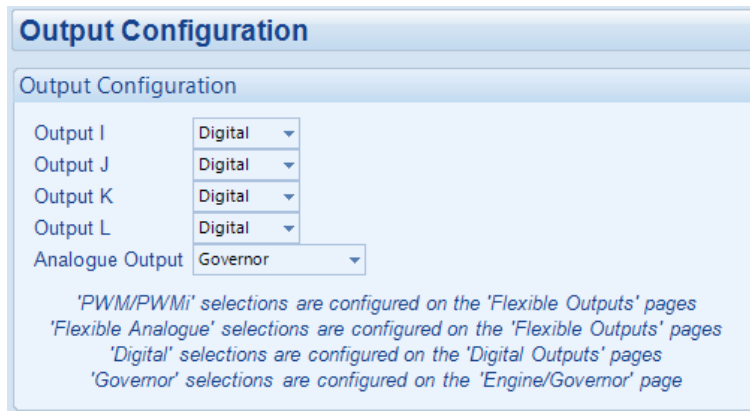 Output Configuration
Output Configuration
Output I Digital
Output J Digital
Output K Digital
Output L Digital
Analogue Output Governor
'PWM/PWMi' selections are configured on the 'Flexible Outputs' pages
'Flexible Analogue' selections are configured on the 'Flexible Outputs' pages
'Digital' selections are configured on the 'Digital Outputs' pages
'Governor' selections are configured on the 'Engine/Governor' page